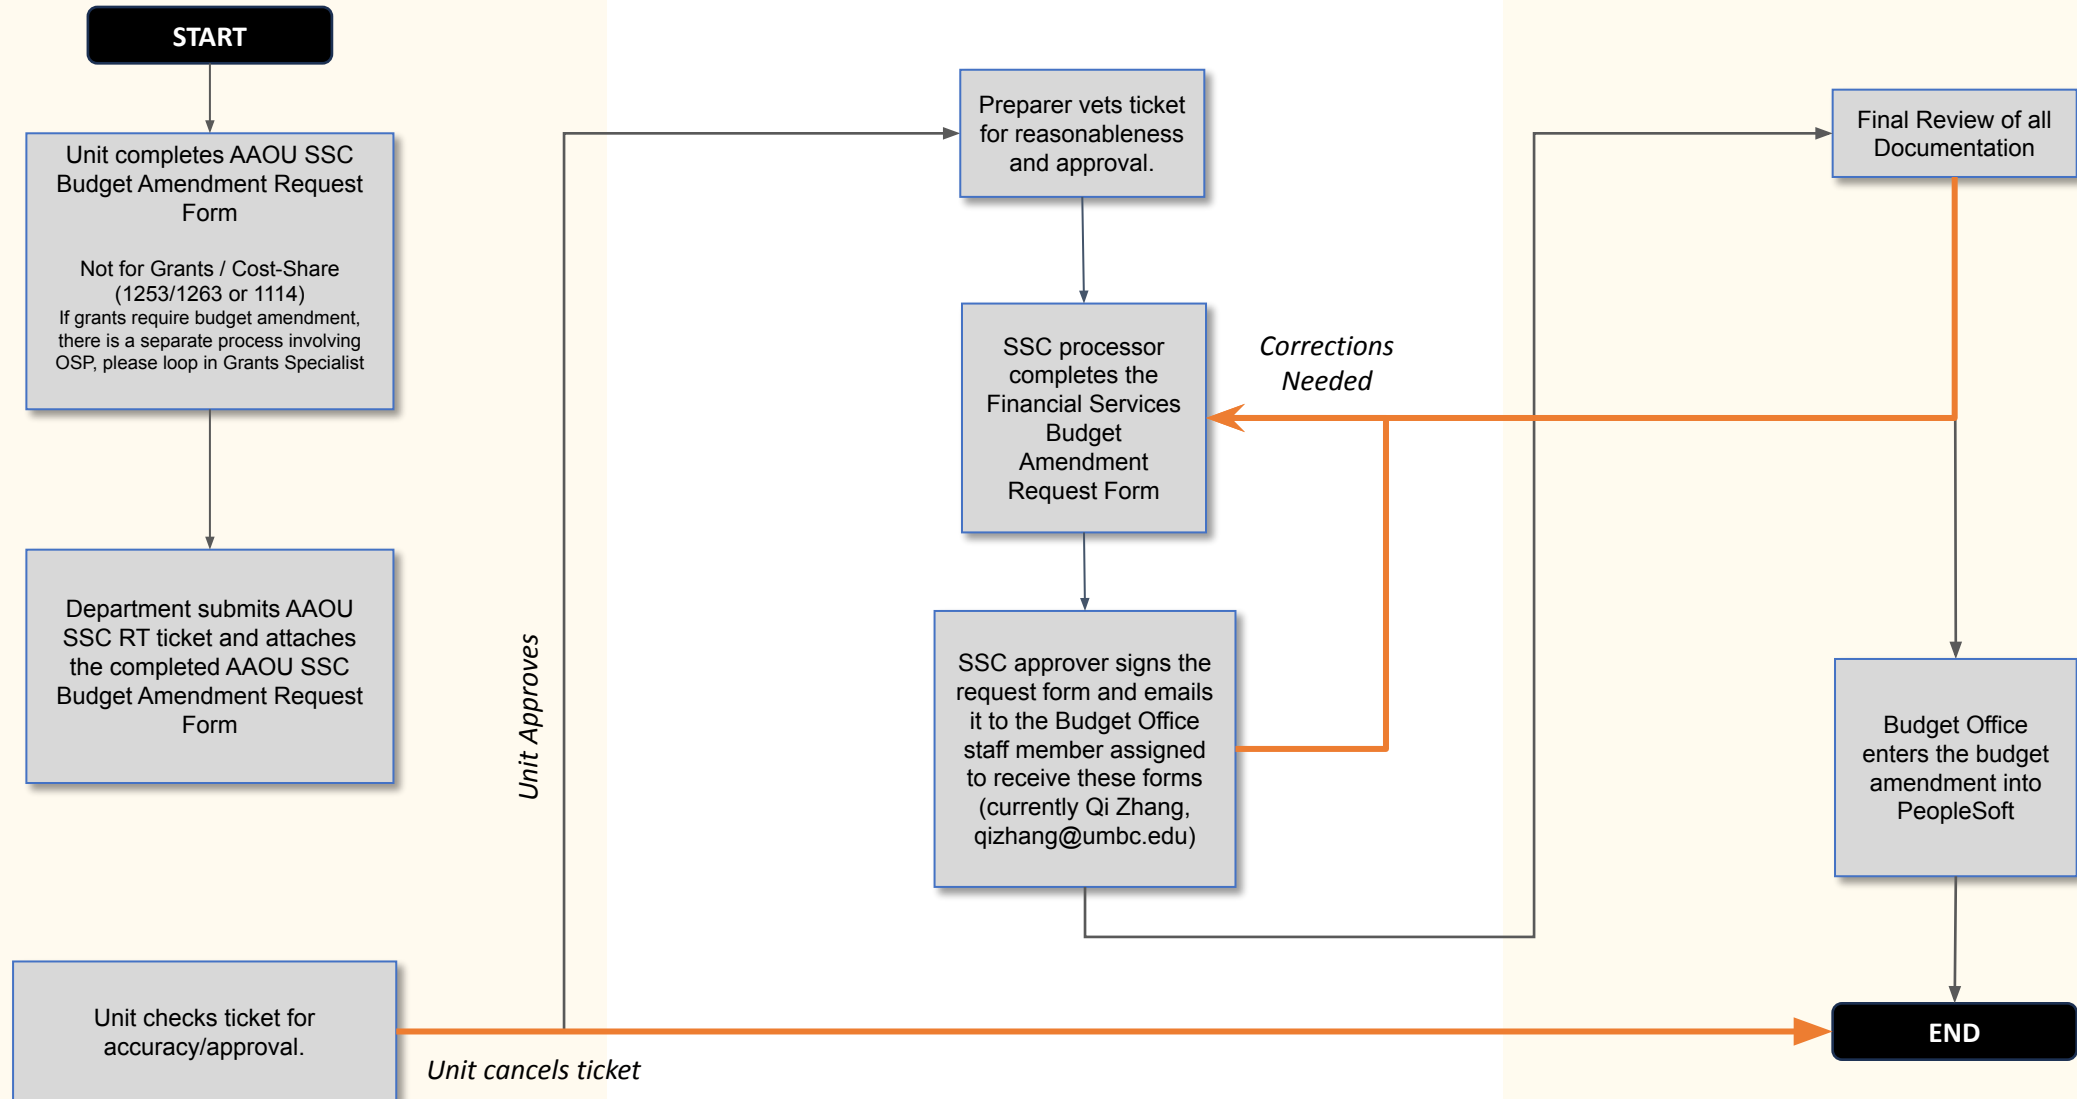 START
Unit completes AAOU SSC
Budget Amendment Request
Form
Not for Grants / Cost-Share
(1253/1263 or 1114)
If grants require budget amendment,
there is a separate process involving
OSP, please loop in Grants Specialist
Department submits AAOU
SSC RT ticket and attaches
the completed AAOU SSC
Budget Amendment Request
Form
Unit checks ticket for
accuracy/approval.
Unit cancels ticket
Unit Approves
Preparer vets ticket
for reasonableness
and approval.
SSC processor
completes the
Financial Services
Budget
Amendment
Request Form
Corrections
Needed
SSC approver signs the
request form and emails
it to the Budget Office
staff member assigned
to receive these forms
(currently Qi Zhang,
qizhang@umbc.edu)
Final Review of all
Documentation
Budget Office
enters the budget
amendment into
PeopleSoft
END